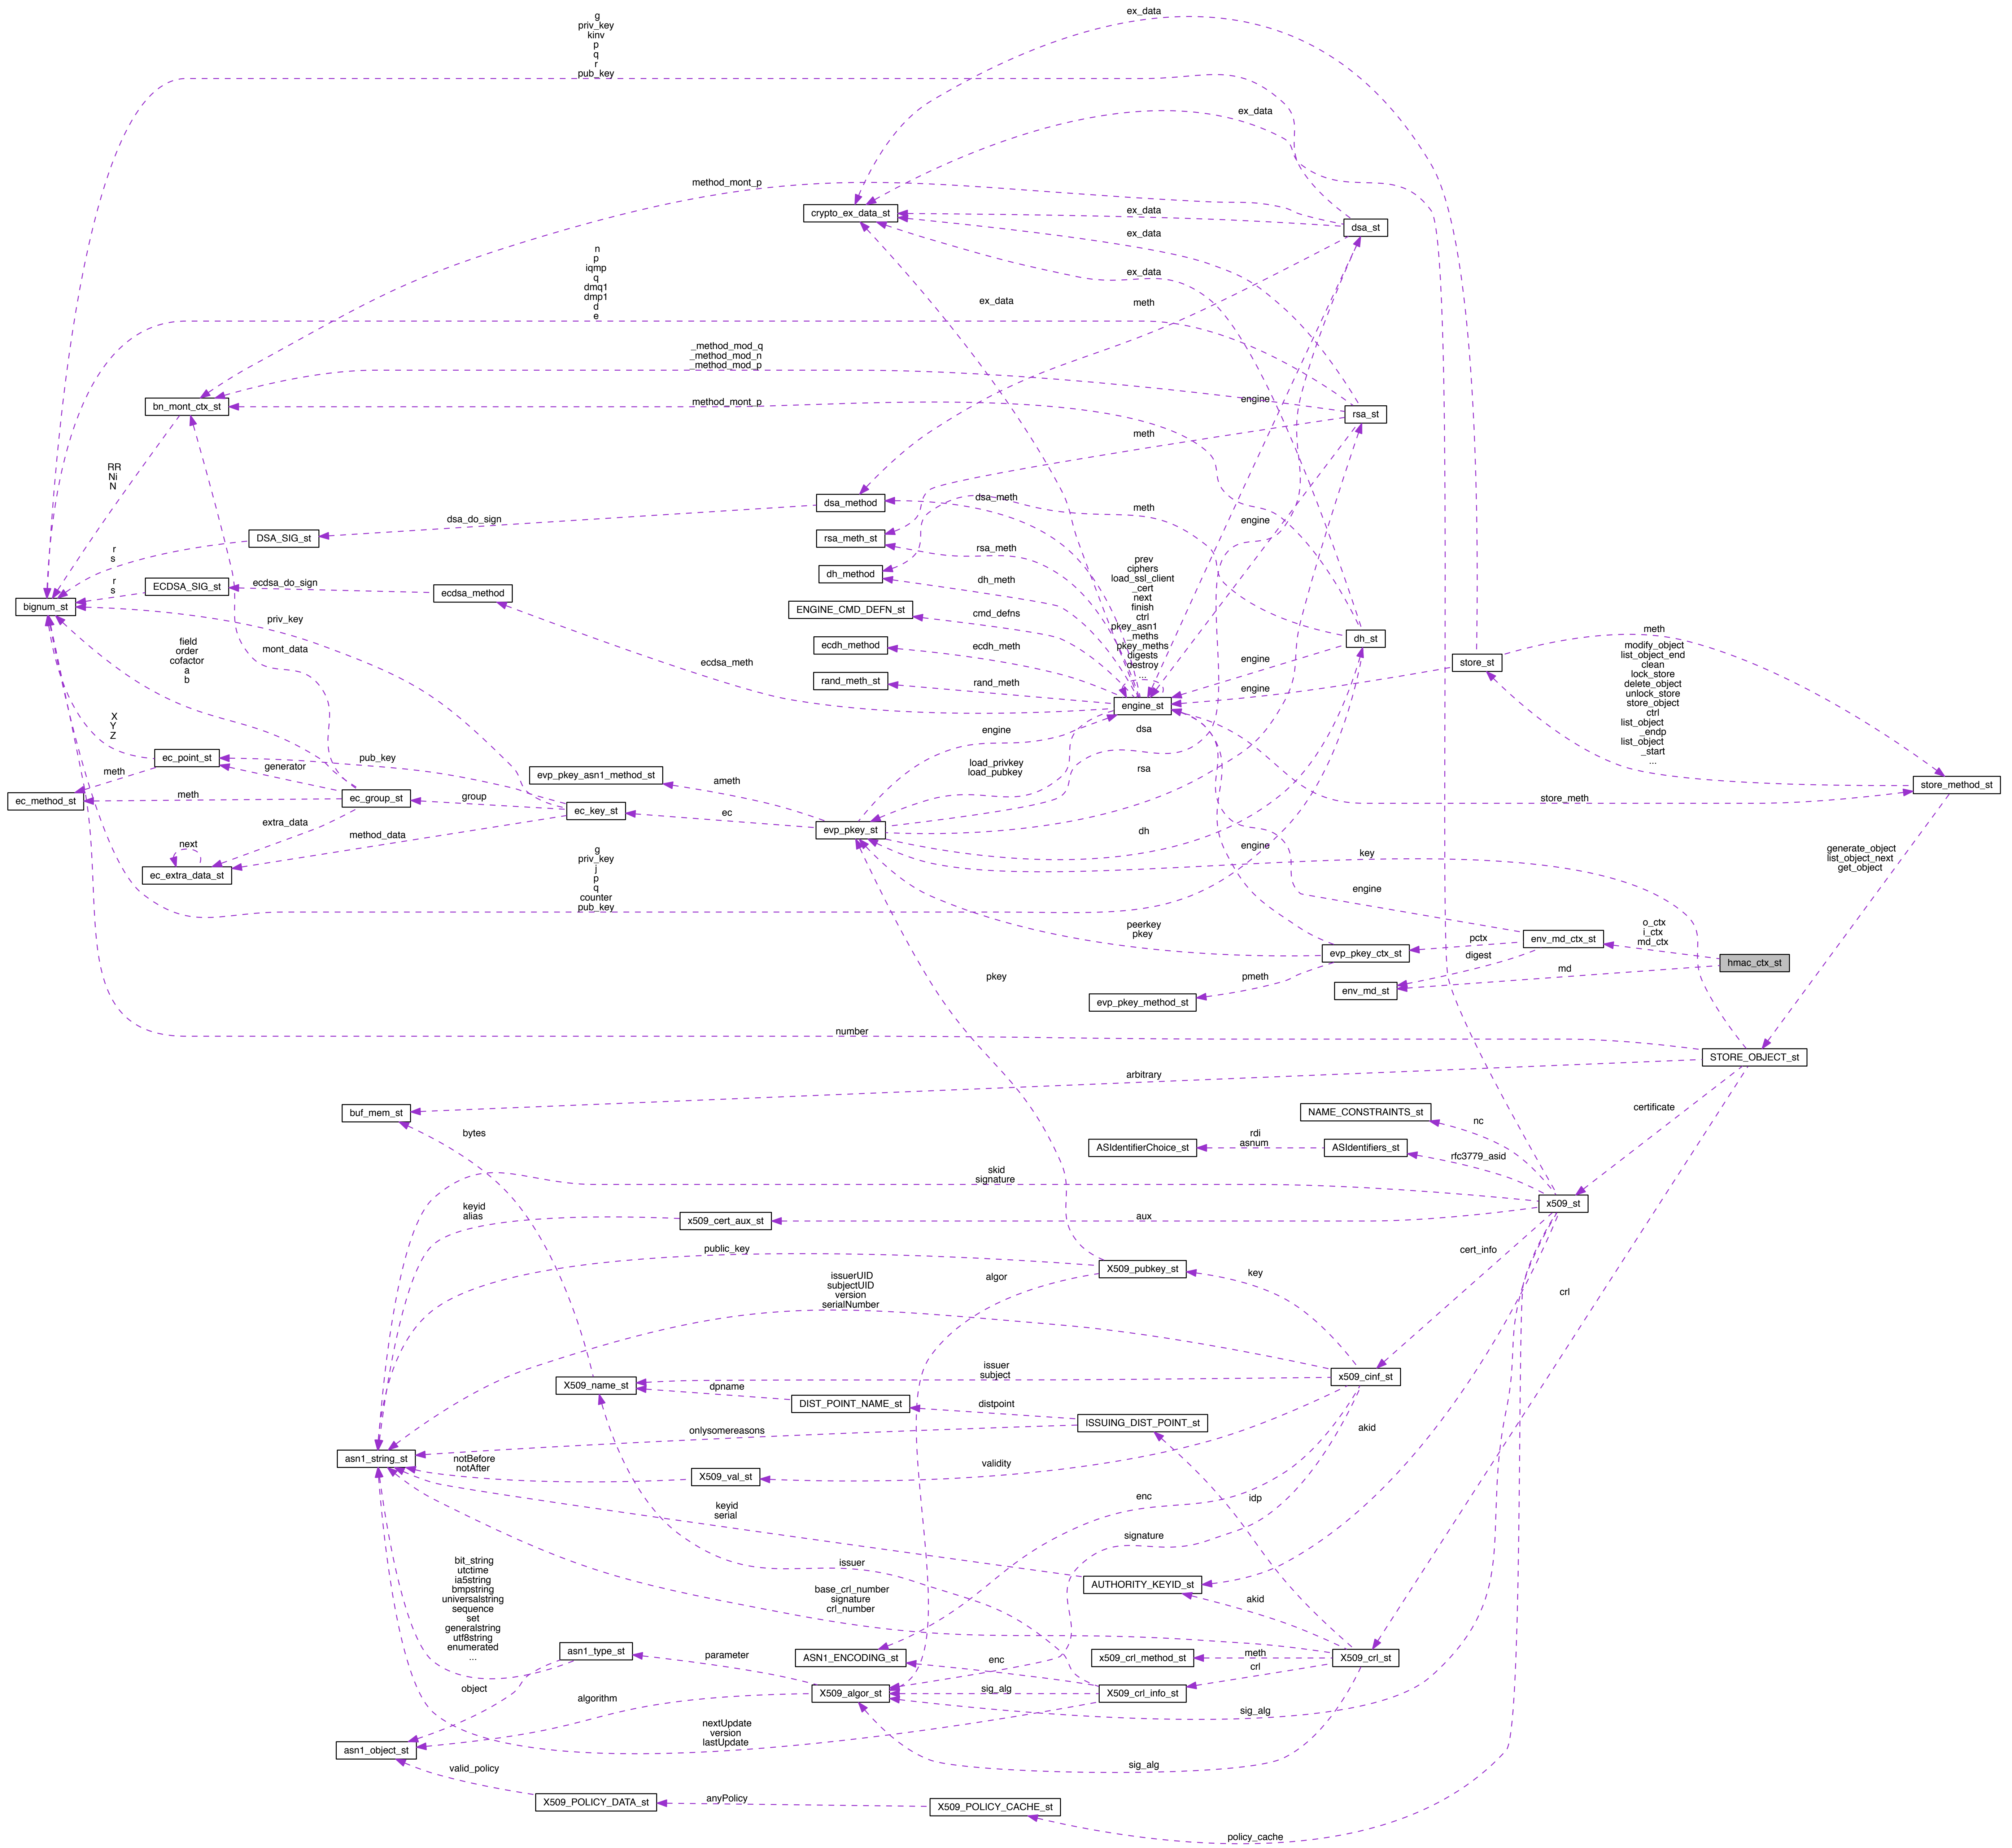 g
priv_key
kinv
p
q
r
pub_key
ex_data
ex_data
method_mont_p
crypto_ex_data_st
ex_data
dsa_st
ex_data
n
p
iqmp
q
dmq1
dmp1
d
e
ex_data
ex_data
meth
_method_mod_q
_method_mod_n
_method_mod_p
bn_mont_ctx_st
method_mont_p
engine
rsa_st
meth
RR
Ni
N
dsa_method
dsa_meth
meth
dsa_do_sign
engine
DSA_SIG_st
rsa_meth_st
r
s
rsa_meth
dh_method
dh_meth
prev
ciphers
load_ssl_client
_cert
next
finish
ctrl
pkey_asn1
_meths
pkey_meths
digests
destroy
...
ECDSA_SIG_st
r
s
ecdsa_do_sign
ecdsa_method
bignum_st
ENGINE_CMD_DEFN_st
cmd_defns
priv_key
field
order
cofactor
a
b
mont_data
ecdh_method
ecdh_meth
dh_st
meth
store_st
modify_object
list_object_end
clean
lock_store
delete_object
unlock_store
store_object
ctrl
list_object
_endp
list_object
_start
...
ecdsa_meth
rand_meth_st
rand_meth
engine
engine
engine_st
X
Y
Z
ec_point_st
pub_key
generator
engine
dsa
load_privkey
load_pubkey
rsa
evp_pkey_asn1_method_st
ameth
meth
ec_method_st
meth
ec_group_st
group
ec_key_st
store_meth
store_method_st
extra_data
method_data
ec
evp_pkey_st
dh
next
ec_extra_data_st
g
priv_key
j
p
q
counter
pub_key
engine
key
generate_object
list_object_next
get_object
engine
peerkey
pkey
evp_pkey_ctx_st
pctx
env_md_ctx_st
o_ctx
i_ctx
md_ctx
hmac_ctx_st
digest
md
pkey
pmeth
evp_pkey_method_st
env_md_st
number
STORE_OBJECT_st
arbitrary
buf_mem_st
bytes
NAME_CONSTRAINTS_st
nc
certificate
ASIdentifierChoice_st
rdi
asnum
ASIdentifiers_st
rfc3779_asid
skid
signature
x509_st
keyid
alias
x509_cert_aux_st
aux
public_key
cert_info
issuerUID
subjectUID
version
serialNumber
algor
X509_pubkey_st
key
crl
X509_name_st
issuer
subject
x509_cinf_st
dpname
DIST_POINT_NAME_st
distpoint
ISSUING_DIST_POINT_st
onlysomereasons
akid
asn1_string_st
notBefore
notAfter
X509_val_st
validity
enc
idp
keyid
serial
signature
bit_string
utctime
ia5string
bmpstring
universalstring
sequence
set
generalstring
utf8string
enumerated
...
issuer
base_crl_number
signature
crl_number
AUTHORITY_KEYID_st
akid
asn1_type_st
parameter
ASN1_ENCODING_st
enc
x509_crl_method_st
meth
crl
X509_crl_st
object
algorithm
X509_algor_st
sig_alg
X509_crl_info_st
sig_alg
nextUpdate
version
lastUpdate
asn1_object_st
valid_policy
sig_alg
X509_POLICY_DATA_st
anyPolicy
X509_POLICY_CACHE_st
policy_cache